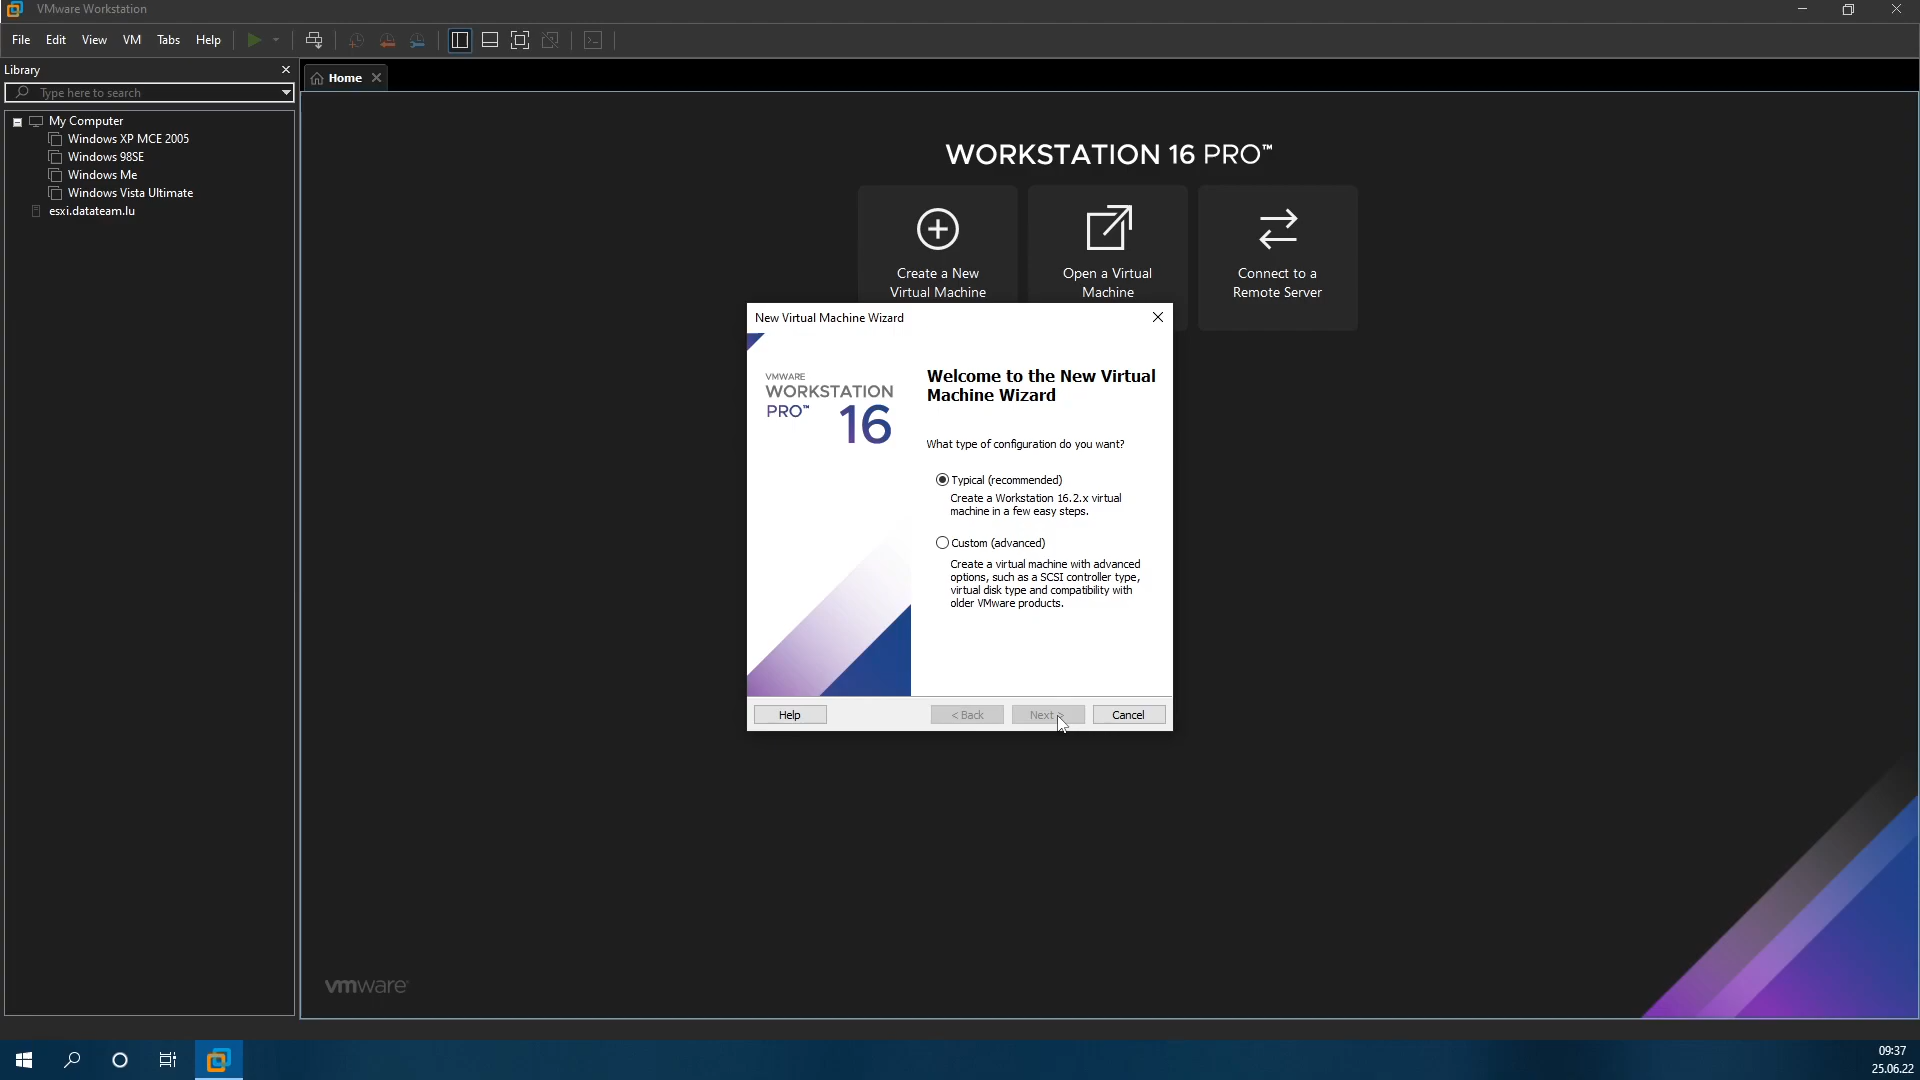 VMware Workstation
File Edit View VM Tabs Help
Library
Type here to search
Home
My Computer
Windows XP MCE 2005
Windows 98SE
Windows Me
Windows Vista Ultimate
esxi.datateam.lu
WORKSTATION 16 PRO™
Create a New
Virtual Machine
Open a Virtual
Machine
Connect to a
Remote Server
New Virtual Machine Wizard
VMWARE
WORKSTATION
PRO™ 16
Welcome to the New Virtual
Machine Wizard
What type of configuration do you want?
Typical (recommended)
Create a Workstation 16.2.x virtual
machine in a few easy steps.
Custom (advanced)
Create a virtual machine with advanced
options, such as a SCSI controller type,
virtual disk type and compatibility with
older VMware products.
Help < Back Next > Cancel
vmware®
09:37
25.06.22